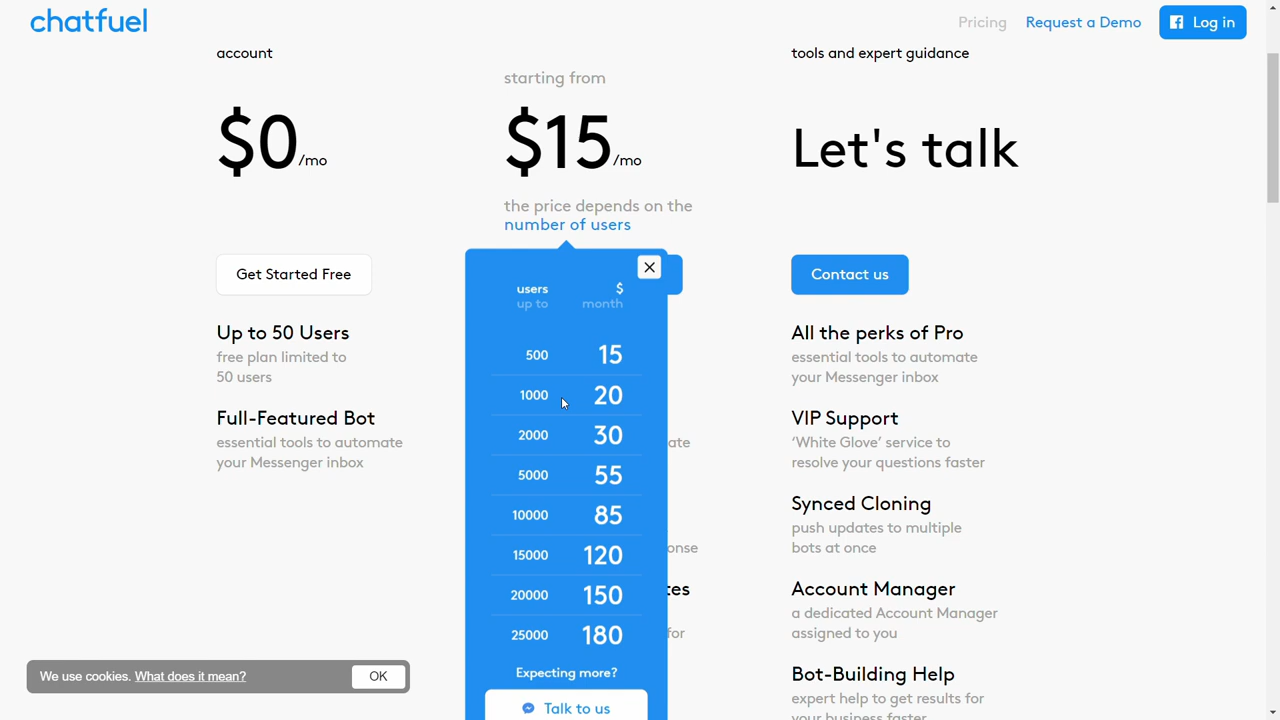 chatfuel
Pricing
Request a Demo
Log in
account
$0/mo
Get Started Free
Up to 50 Users
free plan limited to
50 users
Full-Featured Bot
essential tools to automate
your Messenger inbox
starting from
$15/mo
the price depends on the
number of users
users $
up to month
500 15
1000 20
2000 30
5000 55
10000 85
15000 120
20000 150
25000 180
Expecting more?
Talk to us
tools and expert guidance
Let's talk
Contact us
All the perks of Pro
essential tools to automate
your Messenger inbox
VIP Support
‘White Glove’ service to
resolve your questions faster
Synced Cloning
push updates to multiple
bots at once
Account Manager
a dedicated Account Manager
assigned to you
Bot-Building Help
expert help to get results for
your business faster
We use cookies. What does it mean?
OK